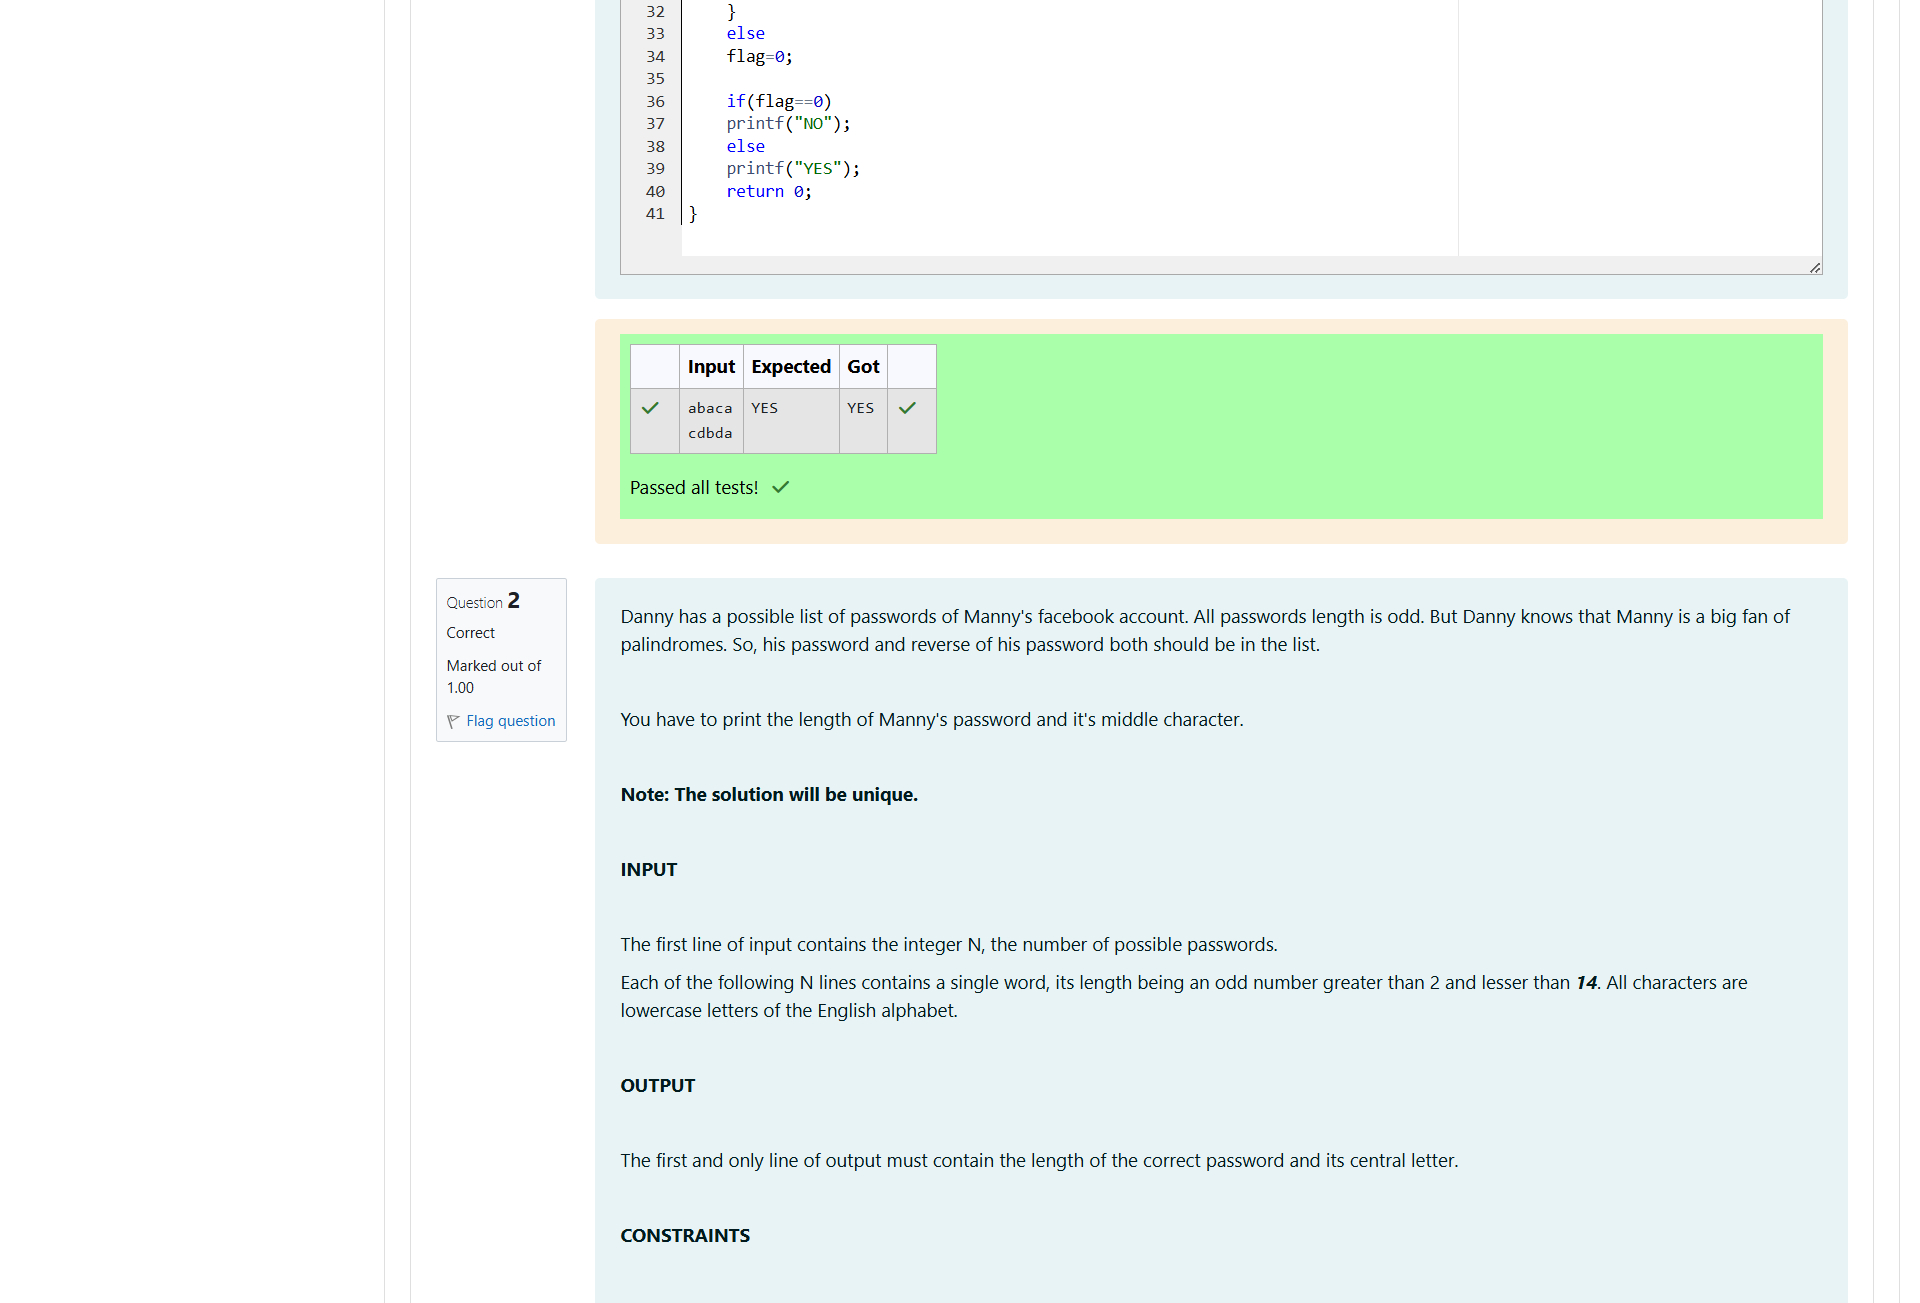 32 }
33 else
34 flag=0;
35
36 if(flag==0)
37 printf("NO");
38 else
39 printf("YES");
40 return 0;
41 }
Input Expected Got
abaca YES YES
cdbda
Passed all tests!
Question 2
Correct
Marked out of
1.00
Flag question
Danny has a possible list of passwords of Manny's facebook account. All passwords length is odd. But Danny knows that Manny is a big fan of
palindromes. So, his password and reverse of his password both should be in the list.
You have to print the length of Manny's password and it's middle character.
Note: The solution will be unique.
INPUT
The first line of input contains the integer N, the number of possible passwords.
Each of the following N lines contains a single word, its length being an odd number greater than 2 and lesser than 14. All characters are
lowercase letters of the English alphabet.
OUTPUT
The first and only line of output must contain the length of the correct password and its central letter.
CONSTRAINTS